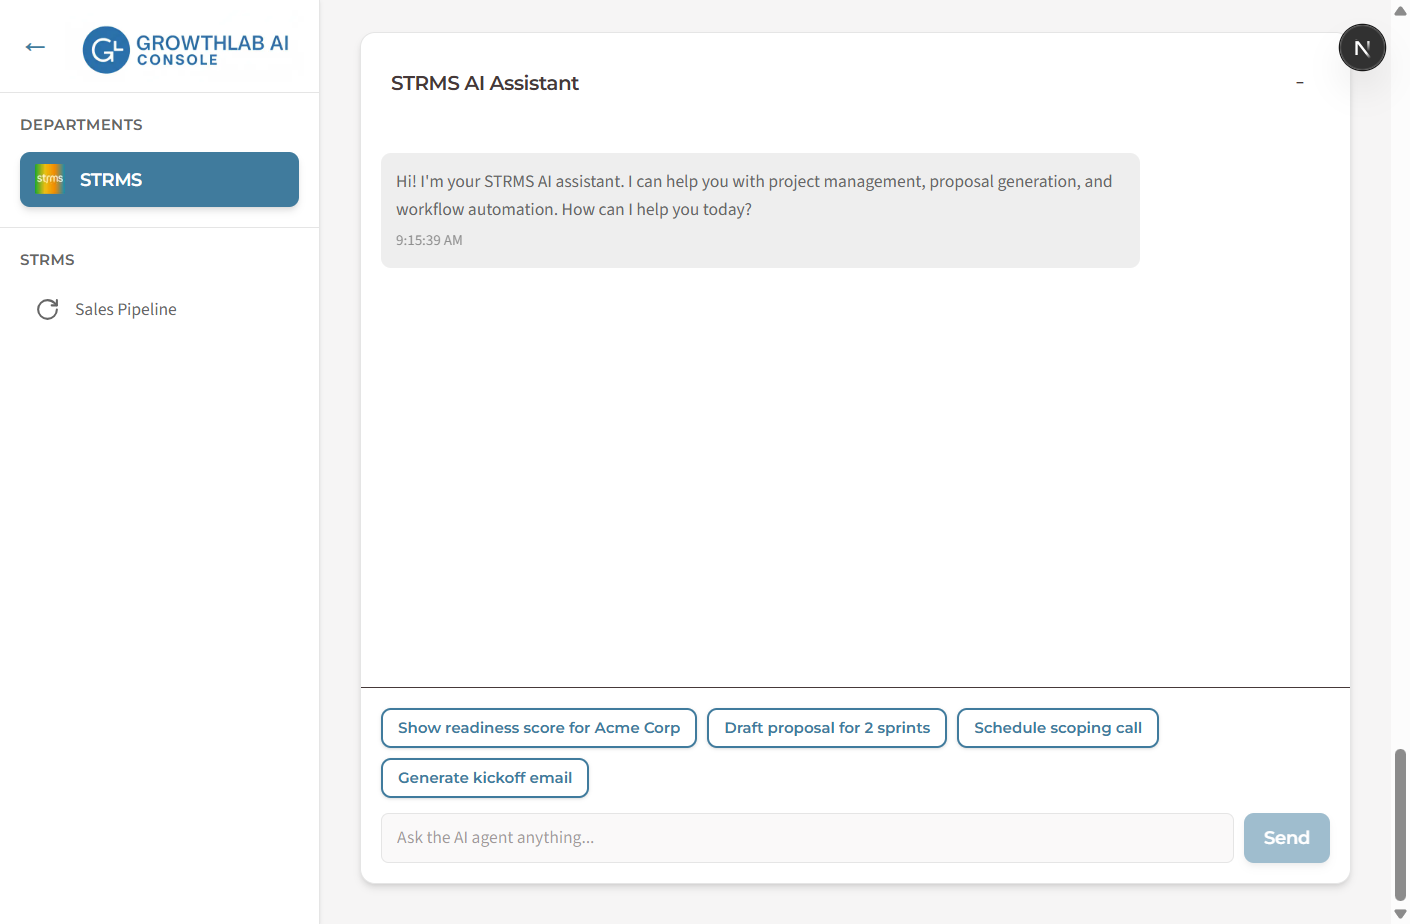 ←
GROWTHLAB AI
CONSOLE
DEPARTMENTS
strms
STRMS
STRMS
Sales Pipeline
N
STRMS AI Assistant
–
Hi! I'm your STRMS AI assistant. I can help you with project management, proposal generation, and
workflow automation. How can I help you today?
9:15:39 AM
Show readiness score for Acme Corp
Draft proposal for 2 sprints
Schedule scoping call
Generate kickoff email
Ask the AI agent anything...
Send